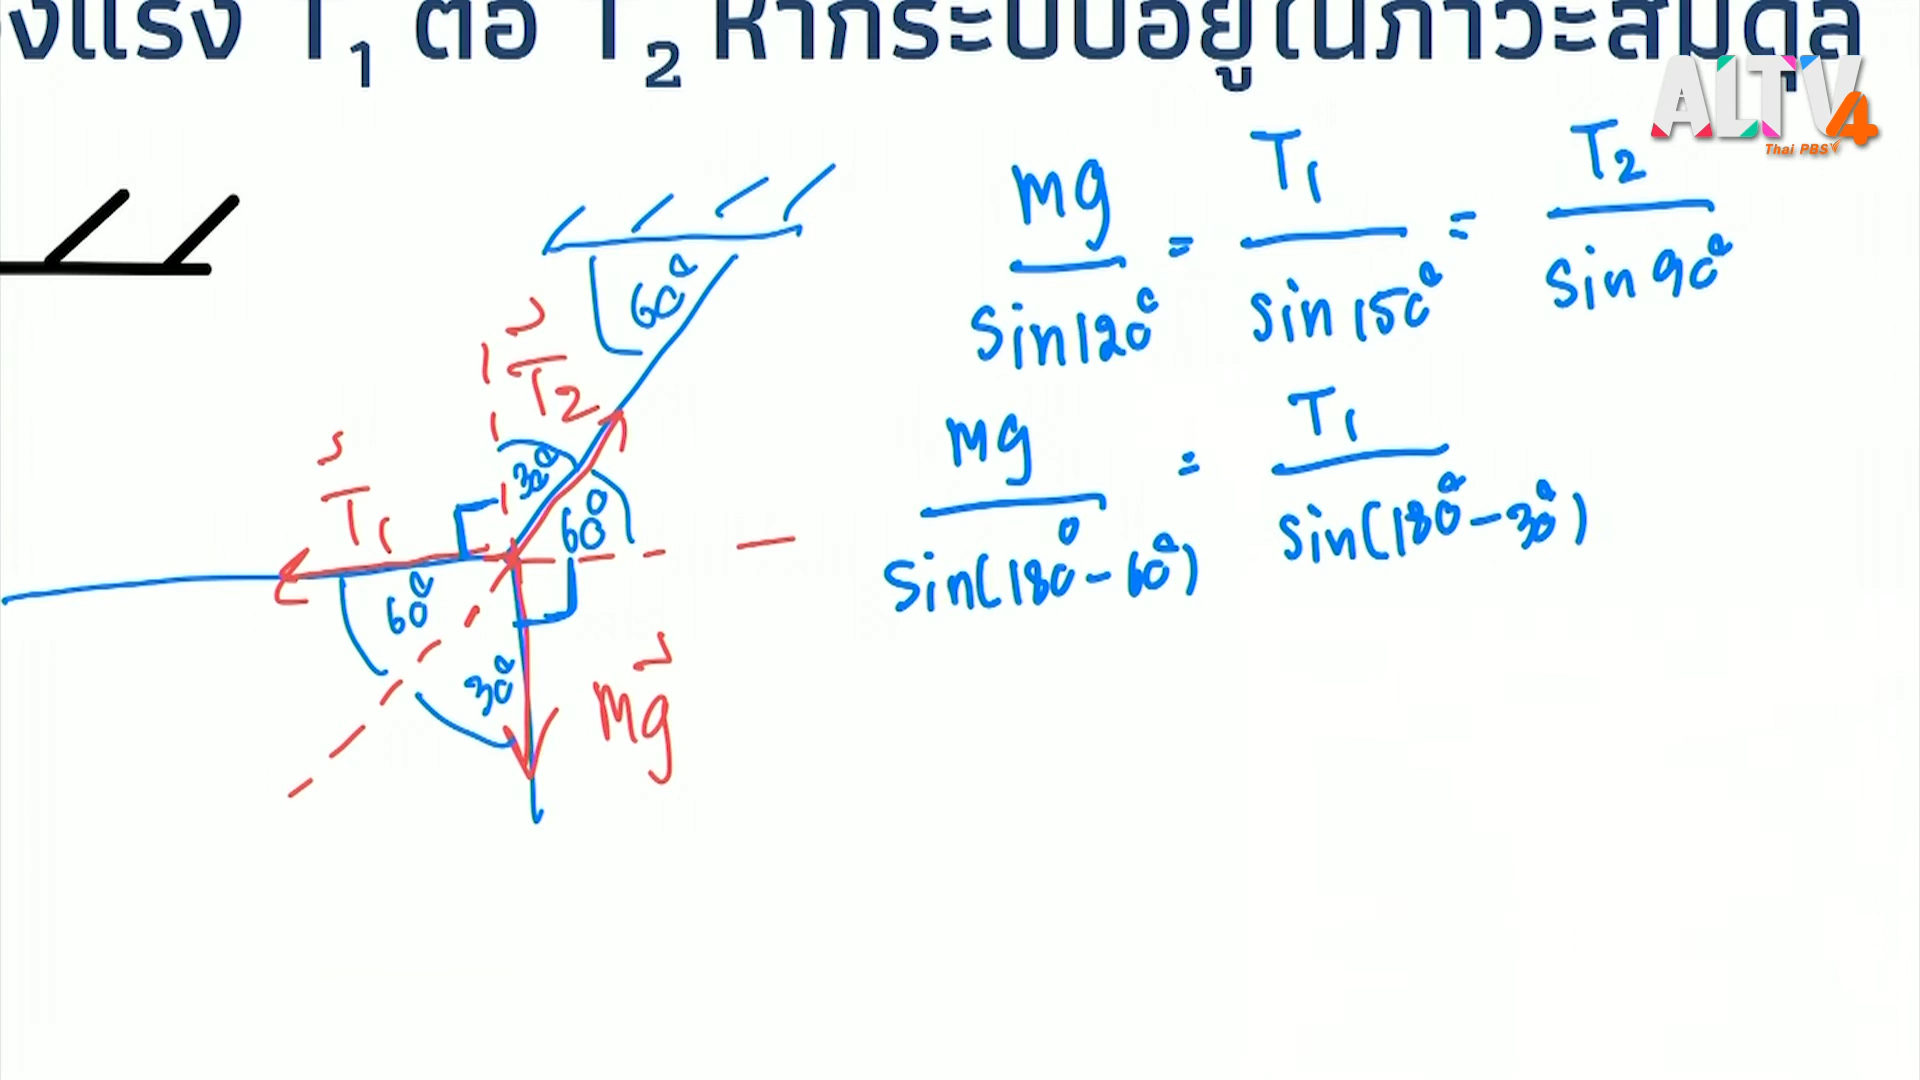 งแรง T₁ ต่อ T₂ หากระบบอยู่ในภาวะสมดุล
ALTV4
Thai PBS
mg/sin120° = T₁/sin150° = T₂/sin90°
mg/sin(180°-60°) = T₁/sin(180°-30°)
60°
T₂
30°
T₁
60°
60°
30°
mg